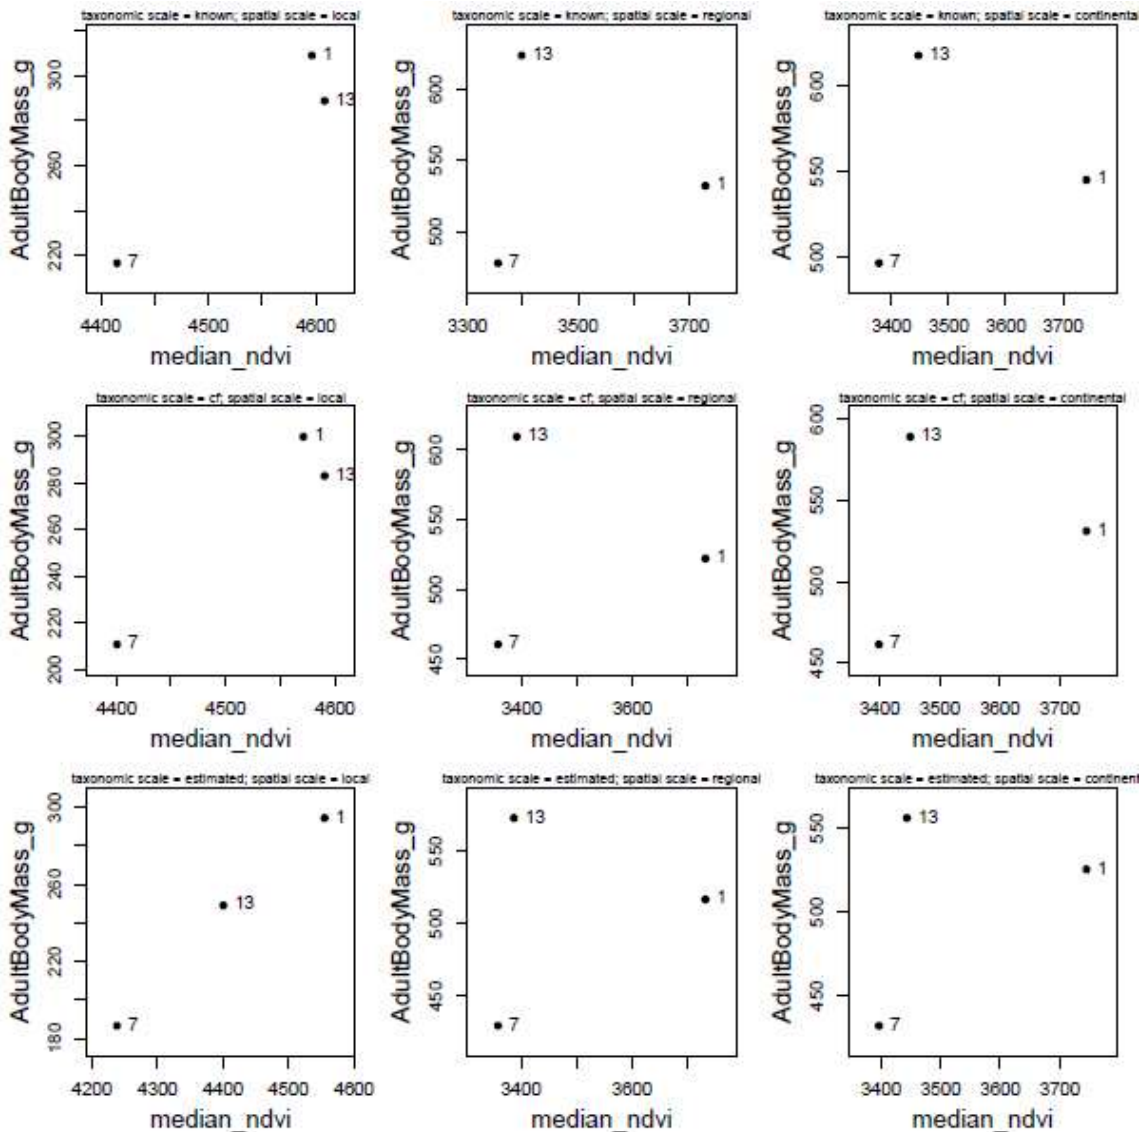 taxonomic scale = known; spatial scale = local
AdultBodyMass_g
300
260
220
1
13
7
4400 4500 4600
median_ndvi
taxonomic scale = known; spatial scale = regional
AdultBodyMass_g
600
550
500
13
1
7
3300 3500 3700
median_ndvi
taxonomic scale = known; spatial scale = continental
AdultBodyMass_g
600
550
500
13
1
7
3400 3500 3600 3700
median_ndvi
taxonomic scale = cf; spatial scale = local
AdultBodyMass_g
300
280
260
240
220
200
1
13
7
4400 4500 4600
median_ndvi
taxonomic scale = cf; spatial scale = regional
AdultBodyMass_g
600
550
500
450
13
1
7
3400 3600
median_ndvi
taxonomic scale = cf; spatial scale = continental
AdultBodyMass_g
600
550
500
450
13
1
7
3400 3500 3600 3700
median_ndvi
taxonomic scale = estimated; spatial scale = local
AdultBodyMass_g
300
260
220
180
1
13
7
4200 4300 4400 4500 4600
median_ndvi
taxonomic scale = estimated; spatial scale = regional
AdultBodyMass_g
550
500
450
13
1
7
3400 3600
median_ndvi
taxonomic scale = estimated; spatial scale = continent
AdultBodyMass_g
550
500
450
13
1
7
3400 3500 3600 3700
median_ndvi